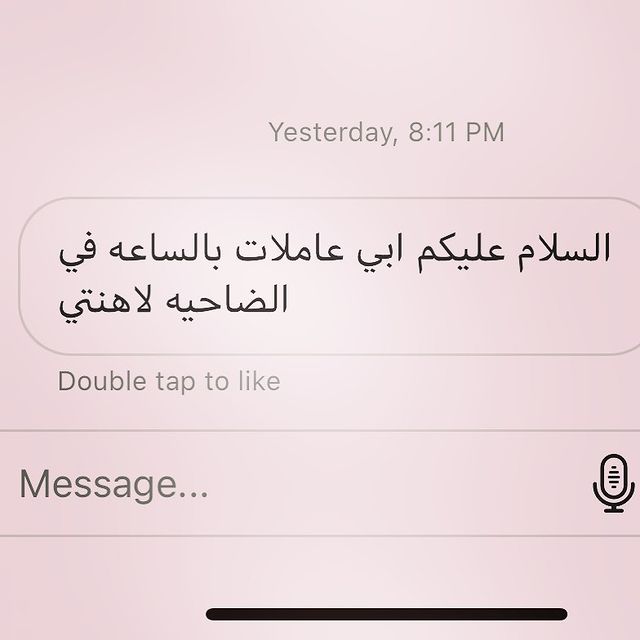 Yesterday, 8:11 PM
السلام عليكم ابي عاملات بالساعه في
الضاحيه لاهنتي
Double tap to like
Message...